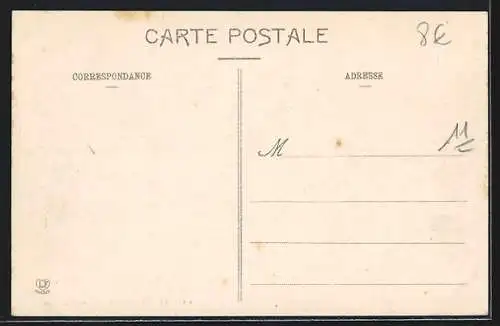 CARTE POSTALE
8€
CORRESPONDANCE
ADRESSE
M
11